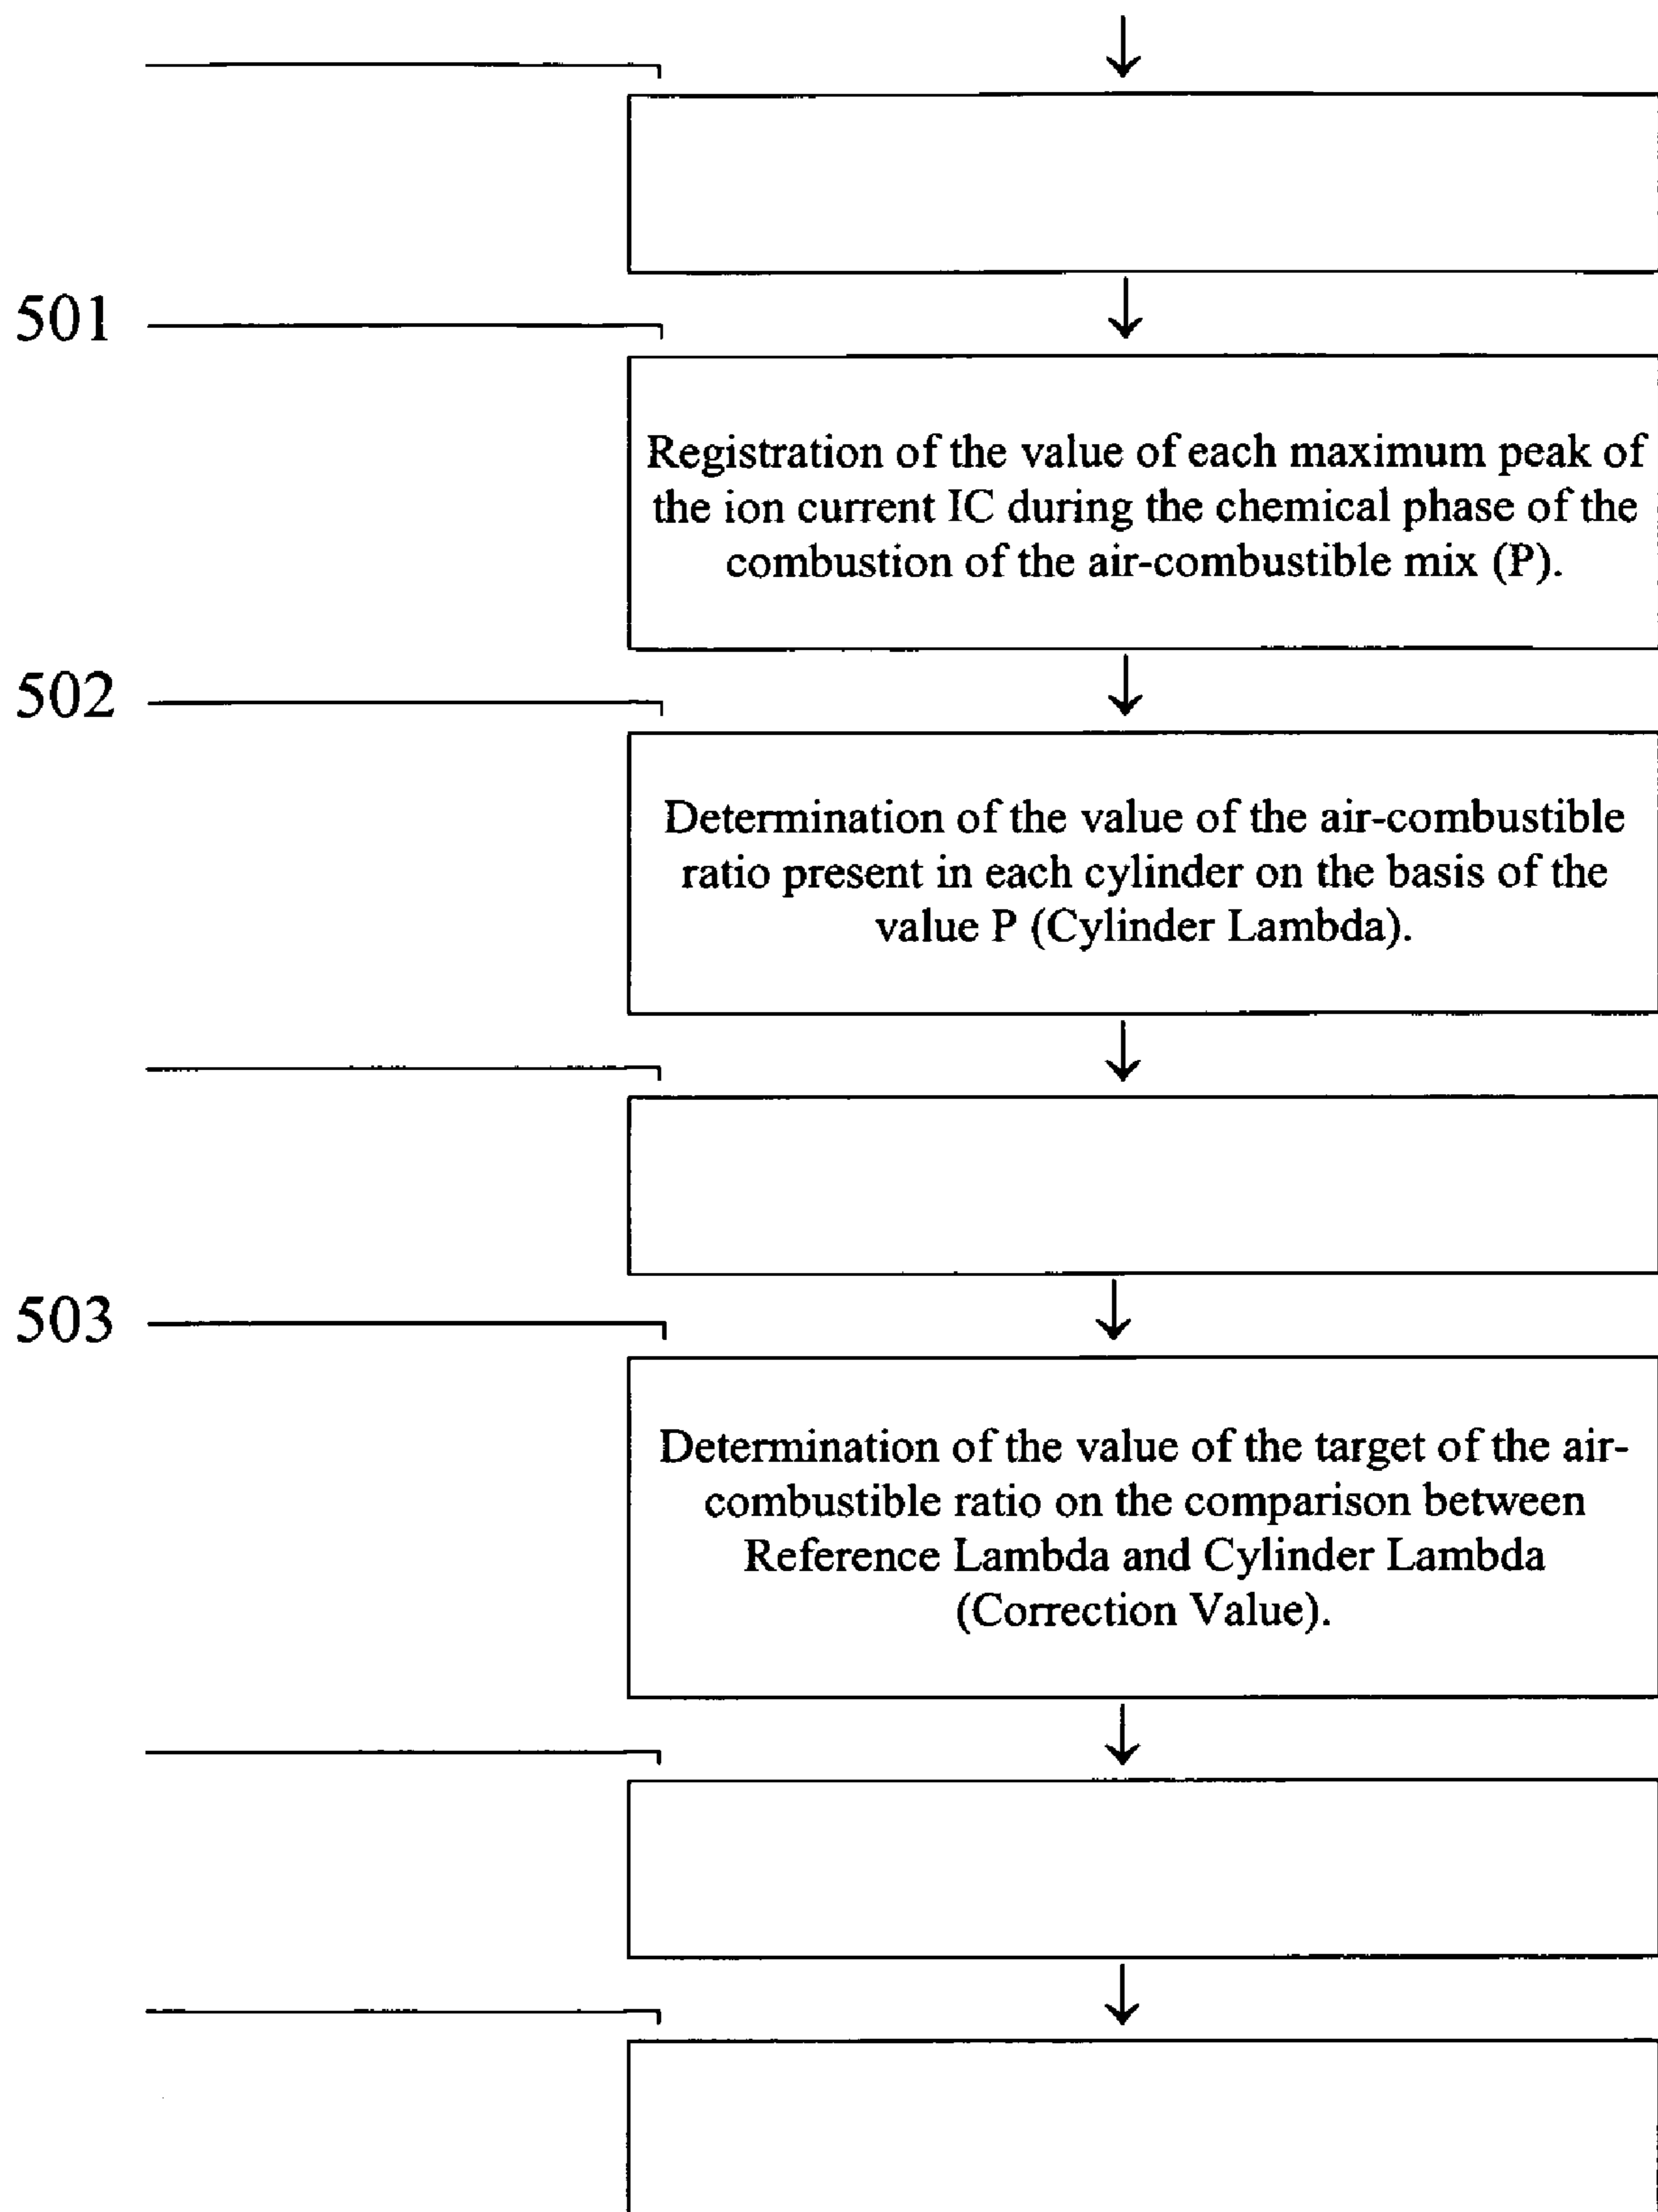 501
Registration of the value of each maximum peak of
the ion current IC during the chemical phase of the
combustion of the air-combustible mix (P).
502
Determination of the value of the air-combustible
ratio present in each cylinder on the basis of the
value P (Cylinder Lambda).
503
Determination of the value of the target of the air-
combustible ratio on the comparison between
Reference Lambda and Cylinder Lambda
(Correction Value).